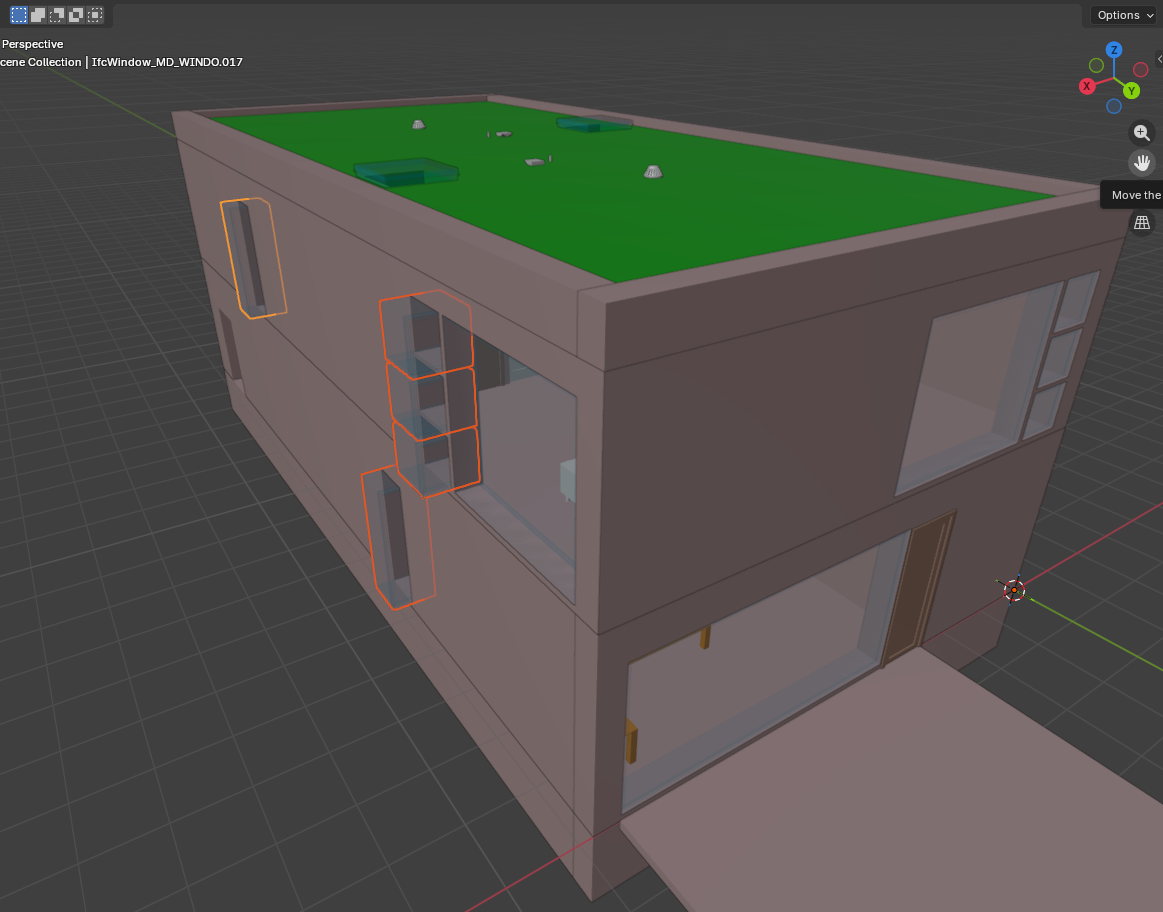 Options
Perspective
cene Collection | IfcWindow_MD_WINDO.017
Z
X
Y
Move the